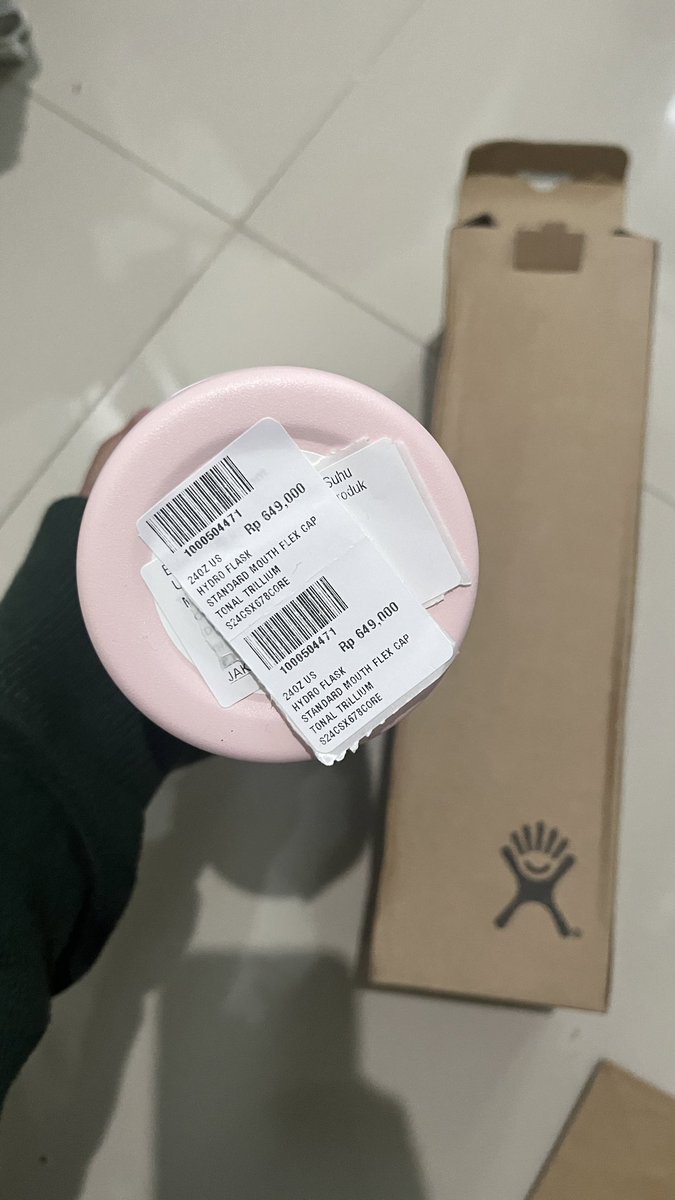 1000504471
Rp 649,000
24OZ US
HYDRO FLASK
STANDARD MOUTH FLEX CAP
TONAL TRILLIUM
S24CSX678CORE
1000504471
Rp 649,000
24OZ US
HYDRO FLASK
STANDARD MOUTH FLEX CAP
TONAL TRILLIUM
S24CSX678CORE
Suhu
roduk
JAK